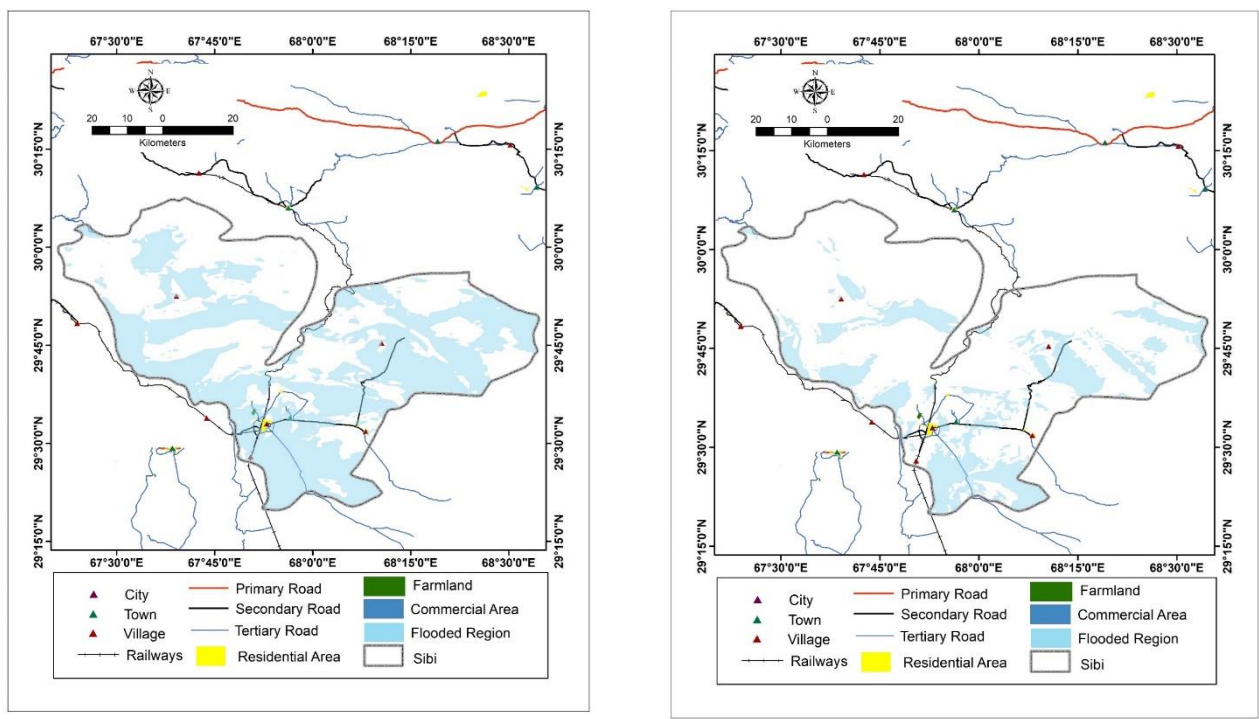 67°30'0"E 67°45'0"E 68°0'0"E 68°15'0"E 68°30'0"E
N
W E
S
20 10 0 20
Kilometers
30°15'0"N 30°15'0"N
30°0'0"N 30°0'0"N
29°45'0"N 29°45'0"N
29°30'0"N 29°30'0"N
29°15'0"N 29°15'0"N
67°30'0"E 67°45'0"E 68°0'0"E 68°15'0"E 68°30'0"E
City Primary Road Farmland
Town Secondary Road Commercial Area
Village Tertiary Road Flooded Region
Railways Residential Area Sibi
67°30'0"E 67°45'0"E 68°0'0"E 68°15'0"E 68°30'0"E
N
W E
S
20 10 0 20
Kilometers
30°15'0"N 30°15'0"N
30°0'0"N 30°0'0"N
29°45'0"N 29°45'0"N
29°30'0"N 29°30'0"N
29°15'0"N 29°15'0"N
67°30'0"E 67°45'0"E 68°0'0"E 68°15'0"E 68°30'0"E
City Primary Road Farmland
Town Secondary Road Commercial Area
Village Tertiary Road Flooded Region
Railways Residential Area Sibi